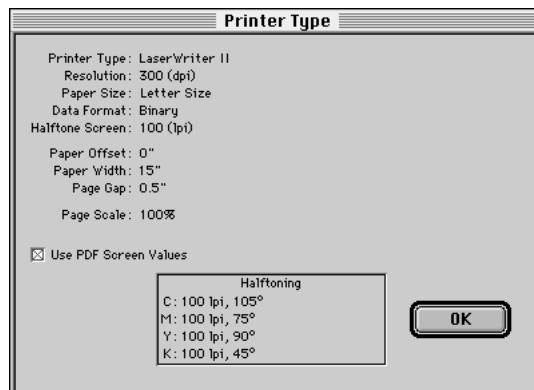 Printer Type
Printer Type: LaserWriter II
Resolution: 300 (dpi)
Paper Size: Letter Size
Data Format: Binary
Halftone Screen: 100 (lpi)
Paper Offset: 0"
Paper Width: 15"
Page Gap: 0.5"
Page Scale: 100%
Use PDF Screen Values
Halftoning
C: 100 lpi, 105°
M: 100 lpi, 75°
Y: 100 lpi, 90°
K: 100 lpi, 45°
OK